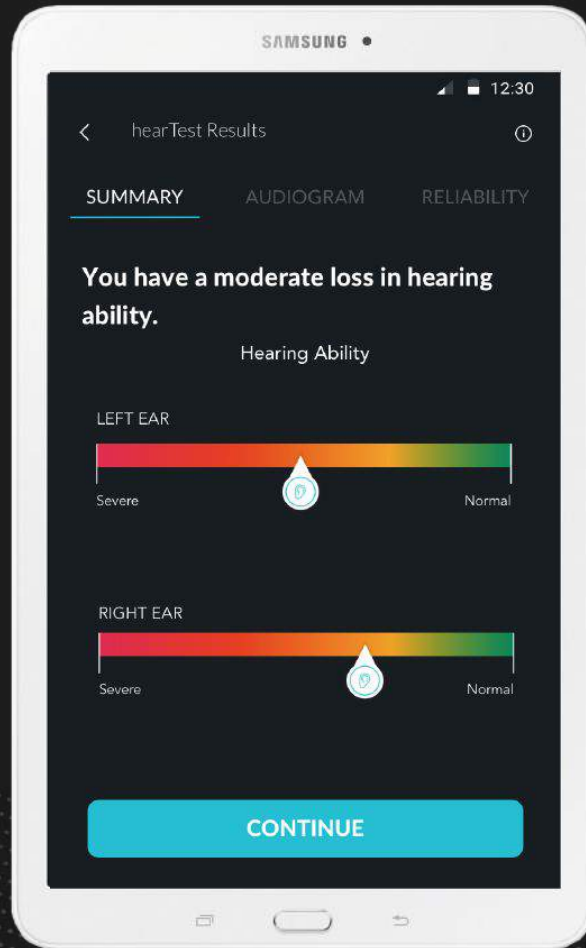 SAMSUNG
12:30
hearTest Results
SUMMARY AUDIOGRAM RELIABILITY
You have a moderate loss in hearing
ability.
Hearing Ability
LEFT EAR
Severe Normal
RIGHT EAR
Severe Normal
CONTINUE